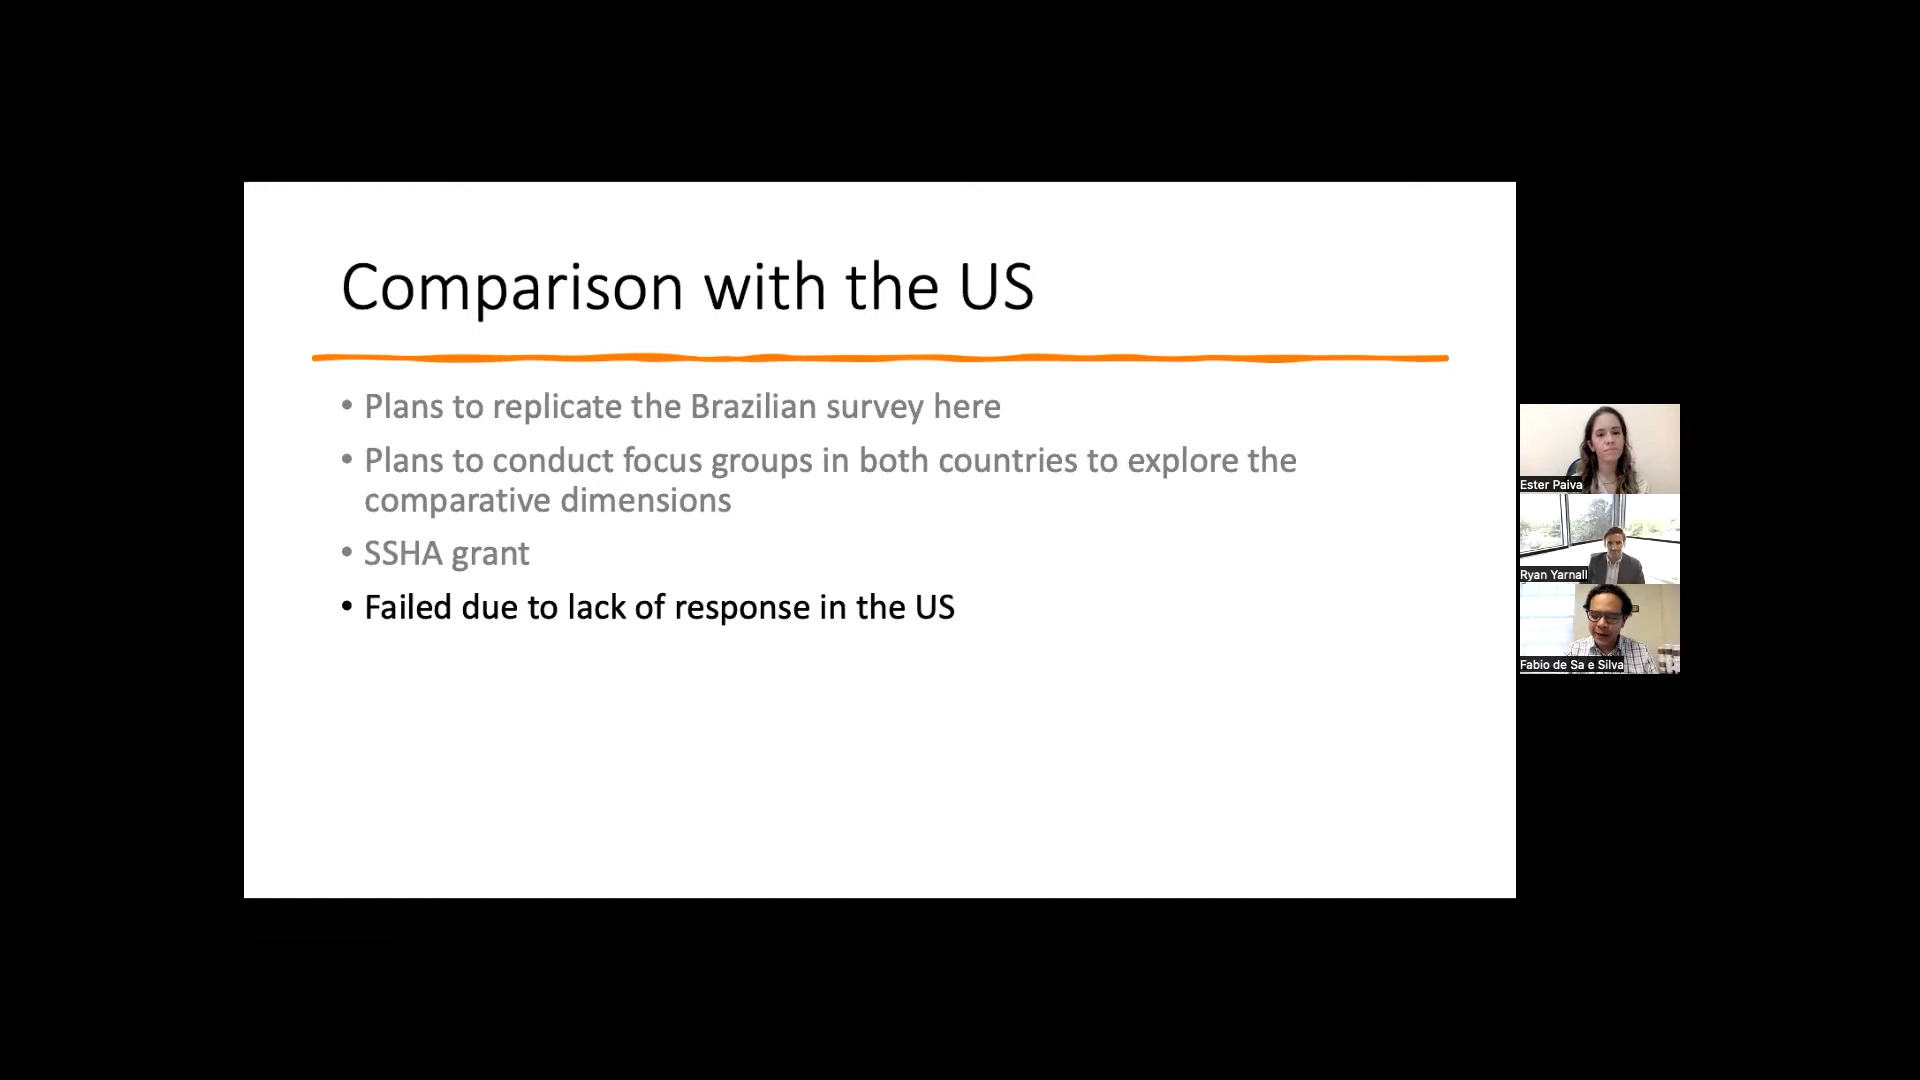 Comparison with the US
• Plans to replicate the Brazilian survey here
• Plans to conduct focus groups in both countries to explore the
comparative dimensions
• SSHA grant
• Failed due to lack of response in the US
Ester Paiva
Ryan Yarnall
Fabio de Sa e Silva